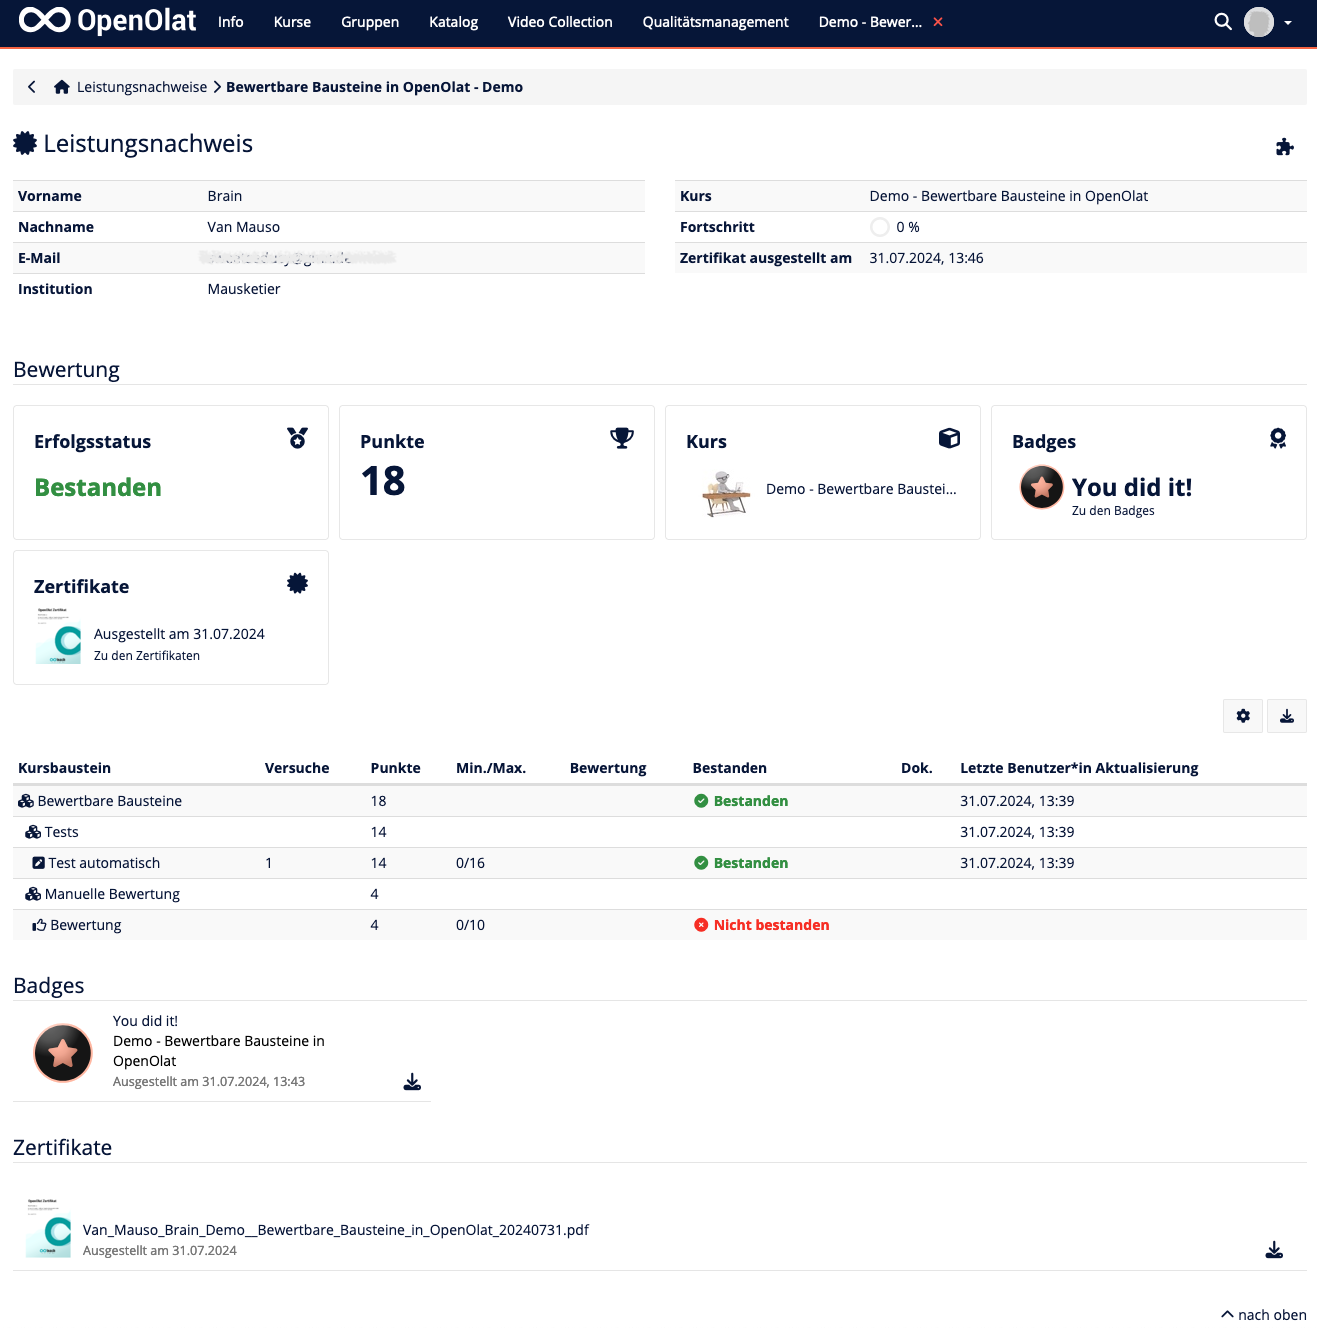 OpenOlat Info Kurse Gruppen Katalog Video Collection Qualitätsmanagement Demo - Bewer...
Leistungsnachweise Bewertbare Bausteine in OpenOlat - Demo
Leistungsnachweis
Vorname Brain
Nachname Van Mauso
E-Mail
Institution Mausketier
Kurs Demo - Bewertbare Bausteine in OpenOlat
Fortschritt 0 %
Zertifikat ausgestellt am 31.07.2024, 13:46
Bewertung
Erfolgsstatus
Bestanden
Punkte
18
Kurs
Demo - Bewertbare Baustei...
Badges
You did it!
Zu den Badges
Zertifikate
Ausgestellt am 31.07.2024
Zu den Zertifikaten
Kursbaustein Versuche Punkte Min./Max. Bewertung Bestanden Dok. Letzte Benutzer*in Aktualisierung
Bewertbare Bausteine 18 Bestanden 31.07.2024, 13:39
Tests 14 31.07.2024, 13:39
Test automatisch 1 14 0/16 Bestanden 31.07.2024, 13:39
Manuelle Bewertung 4
Bewertung 4 0/10 Nicht bestanden
Badges
You did it!
Demo - Bewertbare Bausteine in
OpenOlat
Ausgestellt am 31.07.2024, 13:43
Zertifikate
Van_Mauso_Brain_Demo__Bewertbare_Bausteine_in_OpenOlat_20240731.pdf
Ausgestellt am 31.07.2024
nach oben